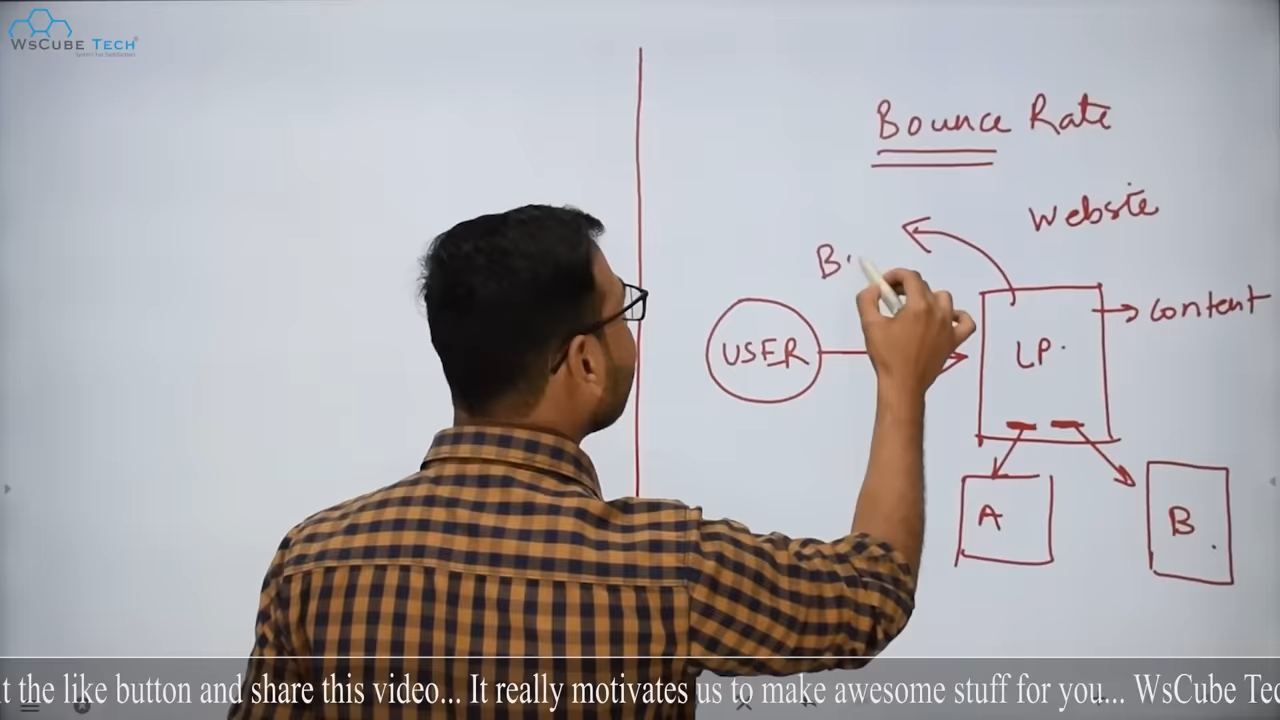 WsCube Tech
Bounce Rate
Website
B.
USER
LP.
Content
A
B
t the like button and share this video... It really motivates us to make awesome stuff for you... WsCube Tec